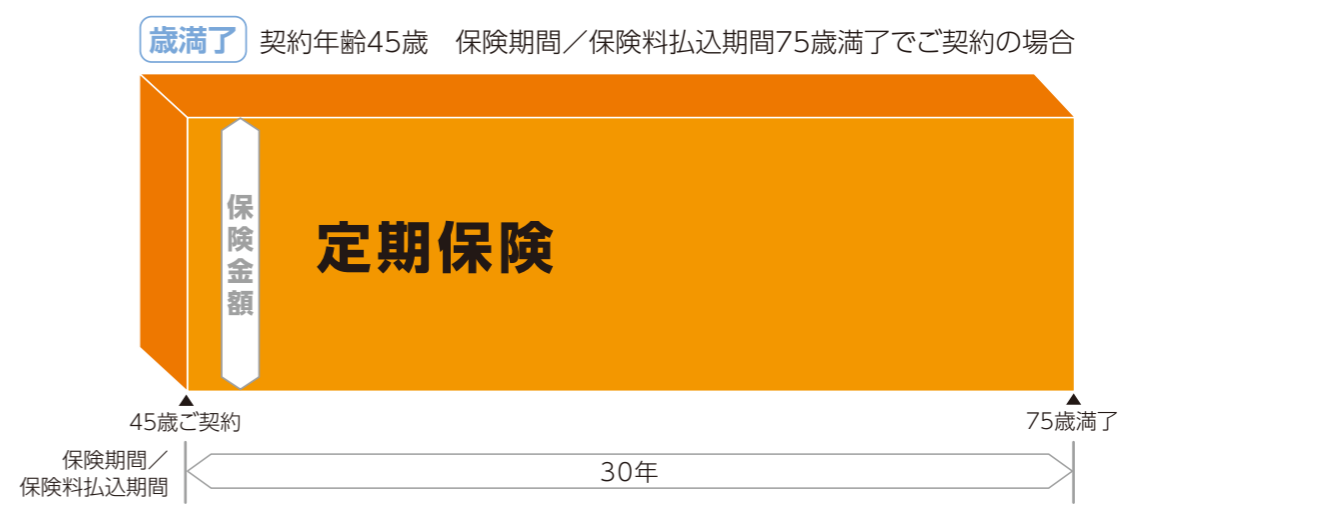 歳満了 契約年齢45歳　保険期間／保険料払込期間75歳満了でご契約の場合
保険金額
定期保険
45歳ご契約
75歳満了
保険期間／
保険料払込期間
30年